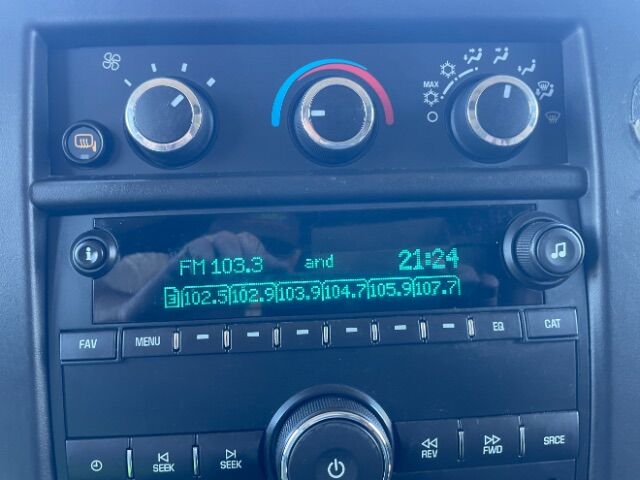 MAX
FM 103.3 and 21:24
3 102.5 102.9 103.9 104.7 105.9 107.7
FAV MENU EQ CAT
SEEK SEEK REV FWD SRCE